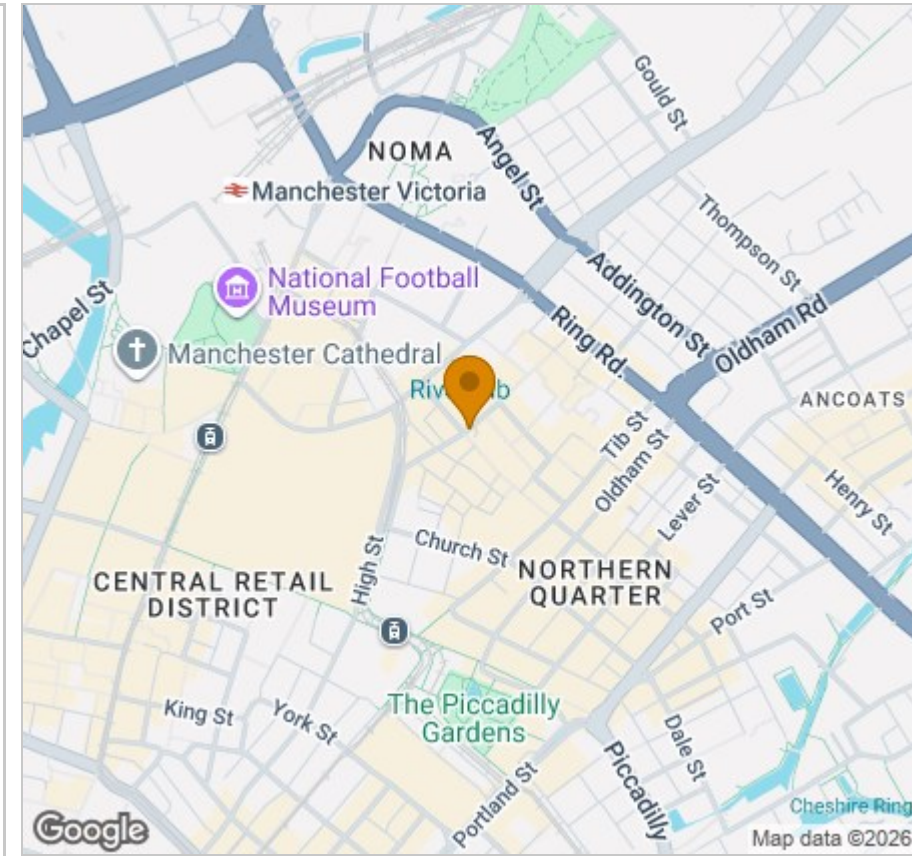 Gould St
NOMA
Angel St
Manchester Victoria
Thompson St
National Football
Museum
Addington St
Chapel St
Oldham Rd
Ring Rd.
Manchester Cathedral
ANCOATS
Tib St
Oldham St
Henry St
Lever St
Church St
High St
NORTHERN
QUARTER
CENTRAL RETAIL
DISTRICT
Port St
The Piccadilly
Gardens
King St
York St
Dale St
Piccadilly
Portland St
Cheshire Ring
Google
Map data ©2026